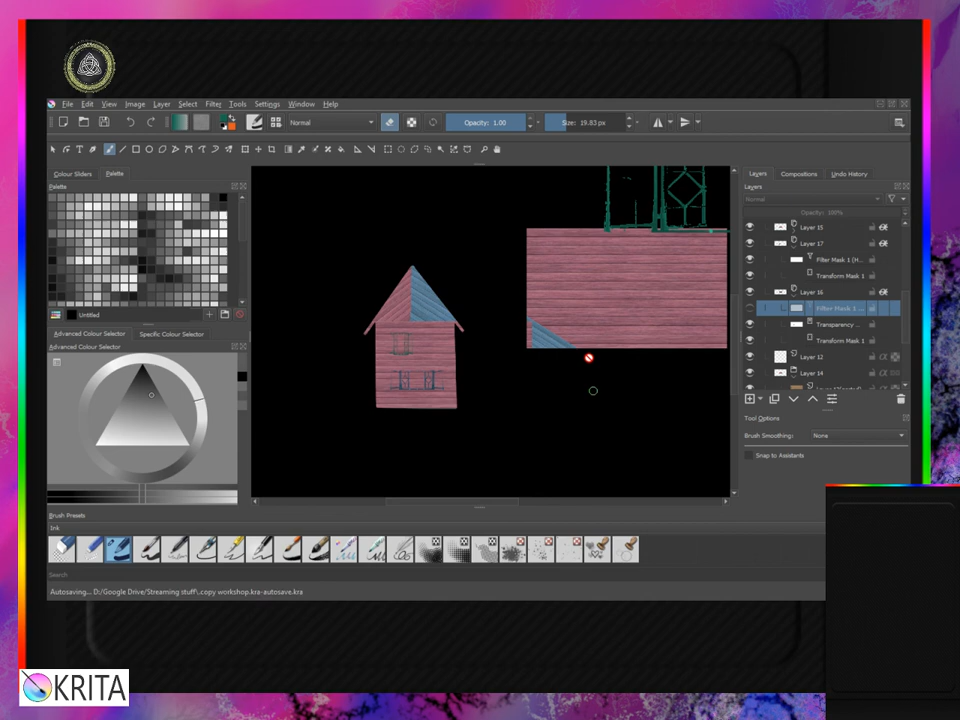 File Edit View Image Layer Select Filter Tools Settings Window Help
Normal
Opacity: 1.00
Size: 19.83 px
Colour Sliders Palette
Palette
Untitled
Advanced Colour Selector Specific Colour Selector
Advanced Colour Selector
Layers Compositions Undo History
Layers
Normal
Opacity: 100%
Layer 15
Layer 17
Filter Mask 1 (H...
Transform Mask 1
Layer 16
Filter Mask 1 ...
Transparency ...
Transform Mask 1
Layer 12
Layer 14
Tool Options
Brush Smoothing: None
Snap to Assistants
Brush Presets
Ink
Search
Autosaving... D:/Google Drive/Streaming stuff\.copy workshop.kra-autosave.kra
KRITA